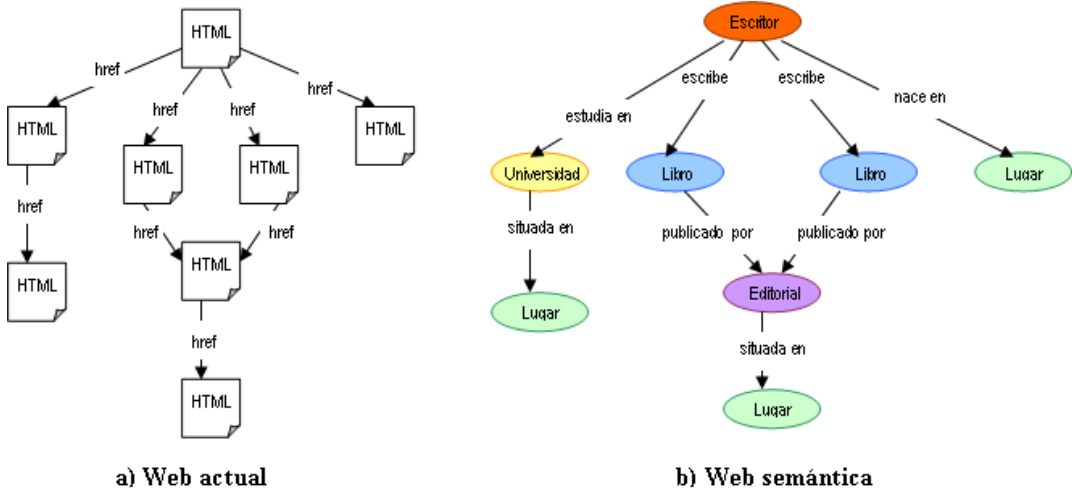 HTML
href
href
href
href
HTML
HTML
HTML
HTML
href
href
href
HTML
HTML
href
HTML
a) Web actual
Escritor
escribe
escribe
nace en
estudia en
Universidad
Libro
Libro
Lugar
situada en
publicado por
publicado por
Editorial
Lugar
situada en
Lugar
b) Web semántica